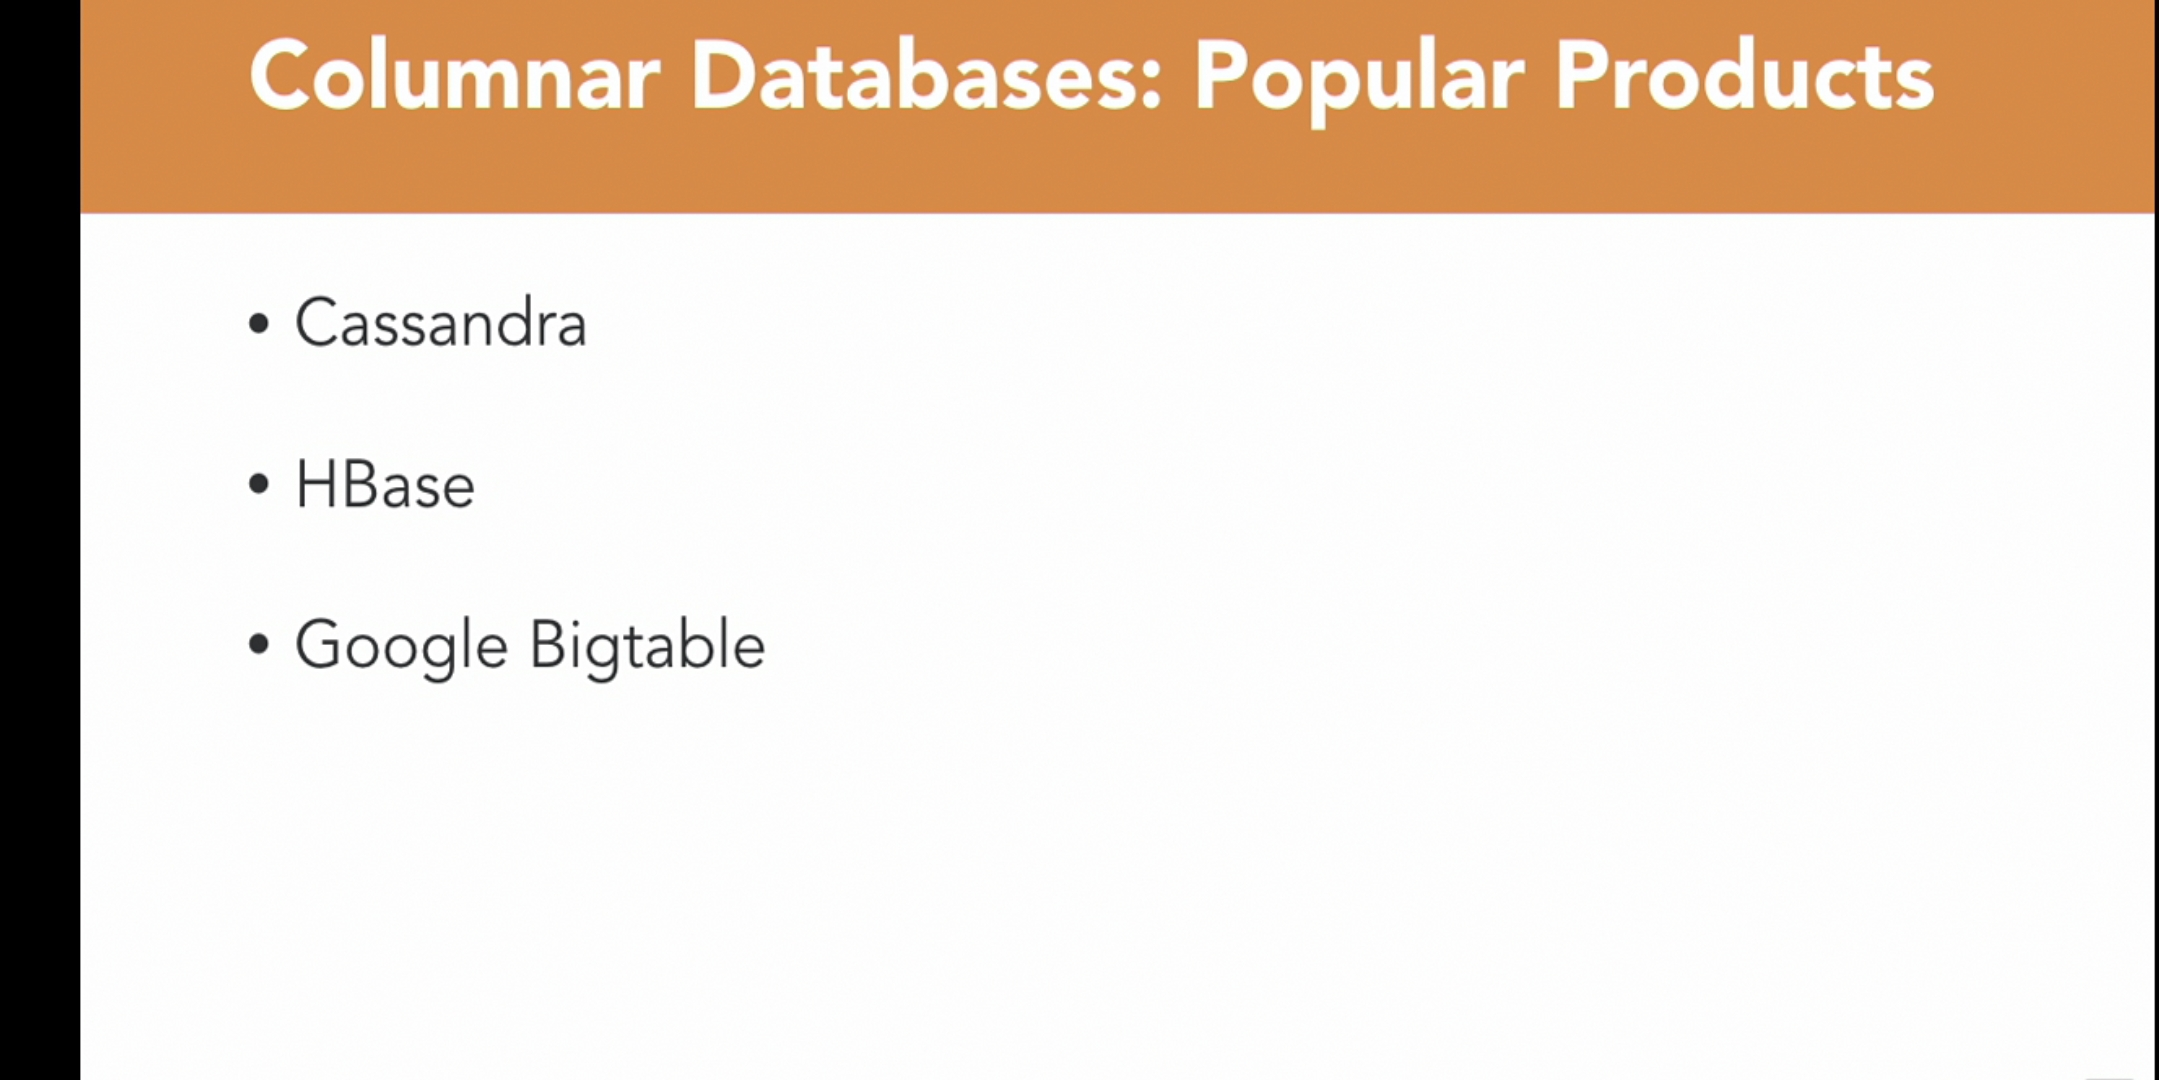 Columnar Databases: Popular Products
• Cassandra
• HBase
• Google Bigtable